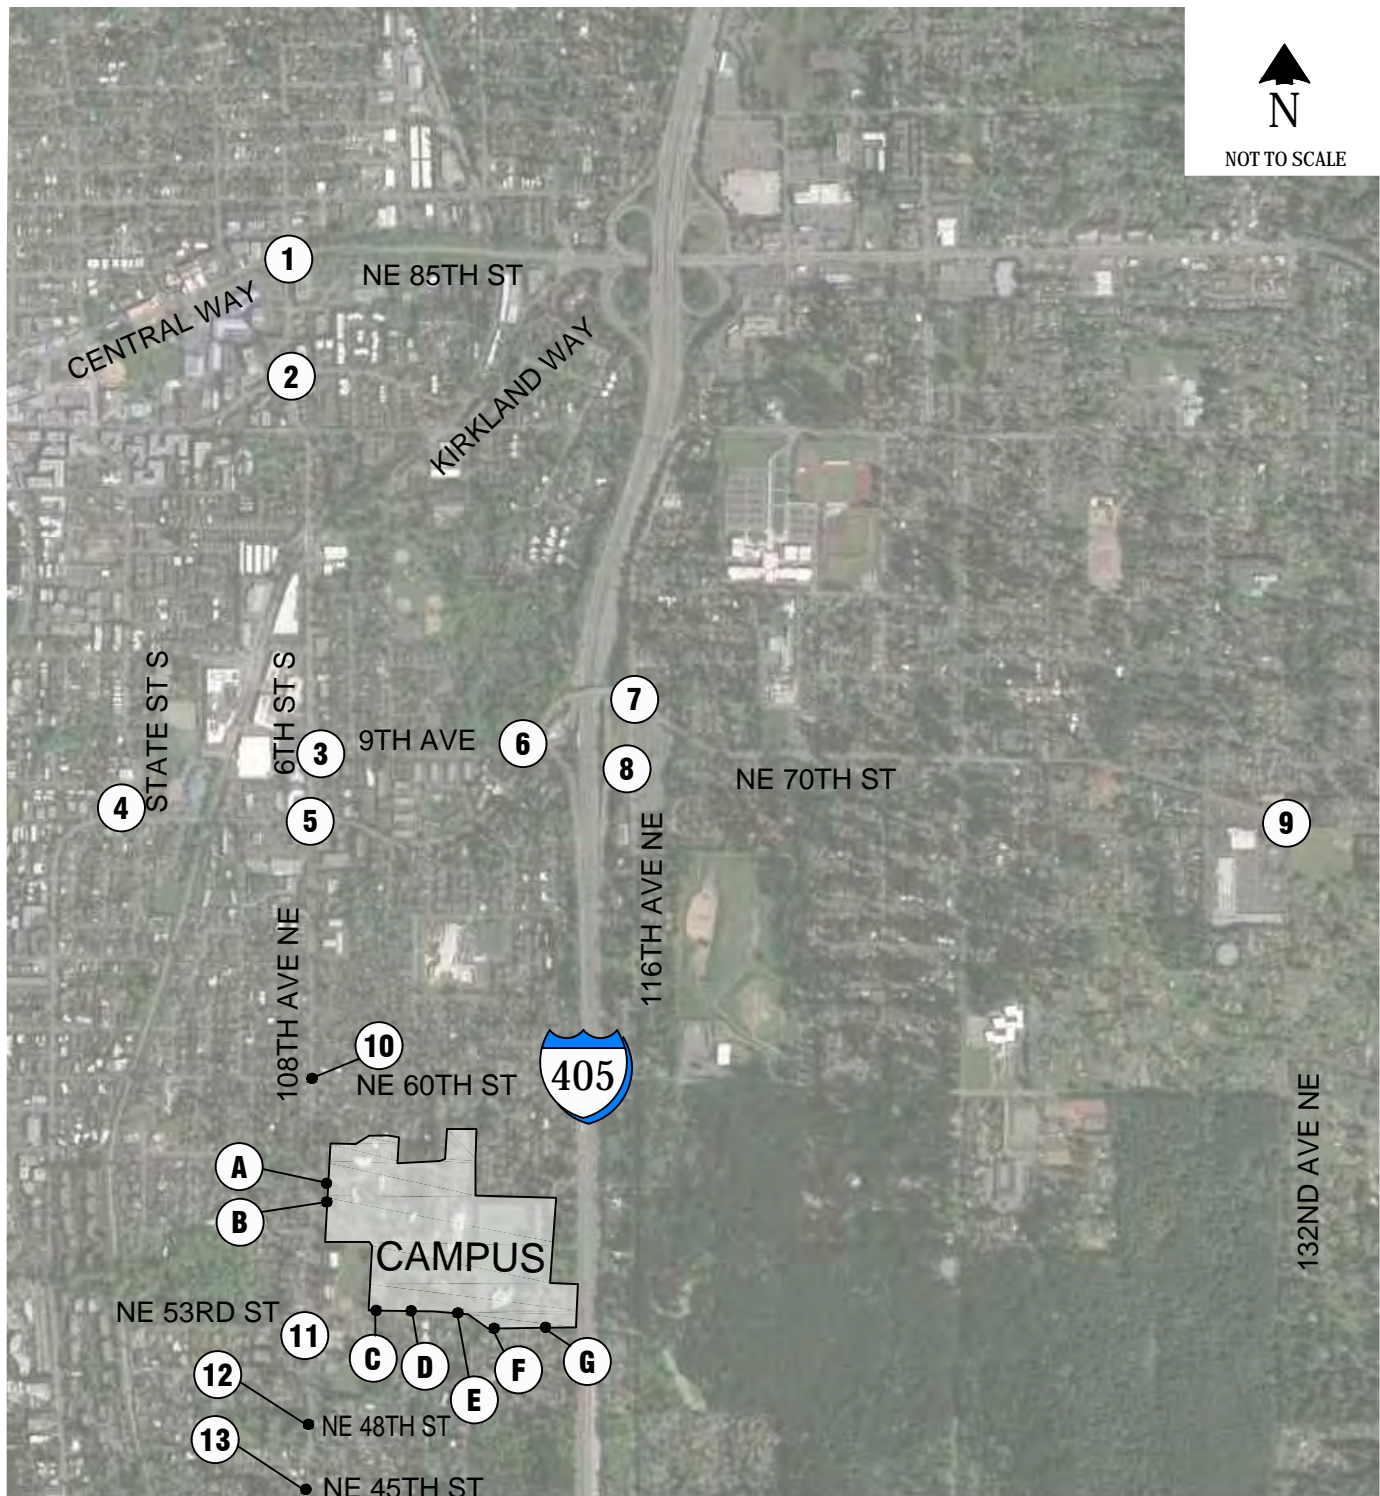 N
NOT TO SCALE
1
NE 85TH ST
CENTRAL WAY
2
KIRKLAND WAY
STATE ST S
6TH ST S
3
9TH AVE
6
7
8
NE 70TH ST
4
5
9
116TH AVE NE
108TH AVE NE
10
NE 60TH ST
405
132ND AVE NE
A
B
CAMPUS
NE 53RD ST
11
C
D
E
F
G
12
NE 48TH ST
13
NE 45TH ST